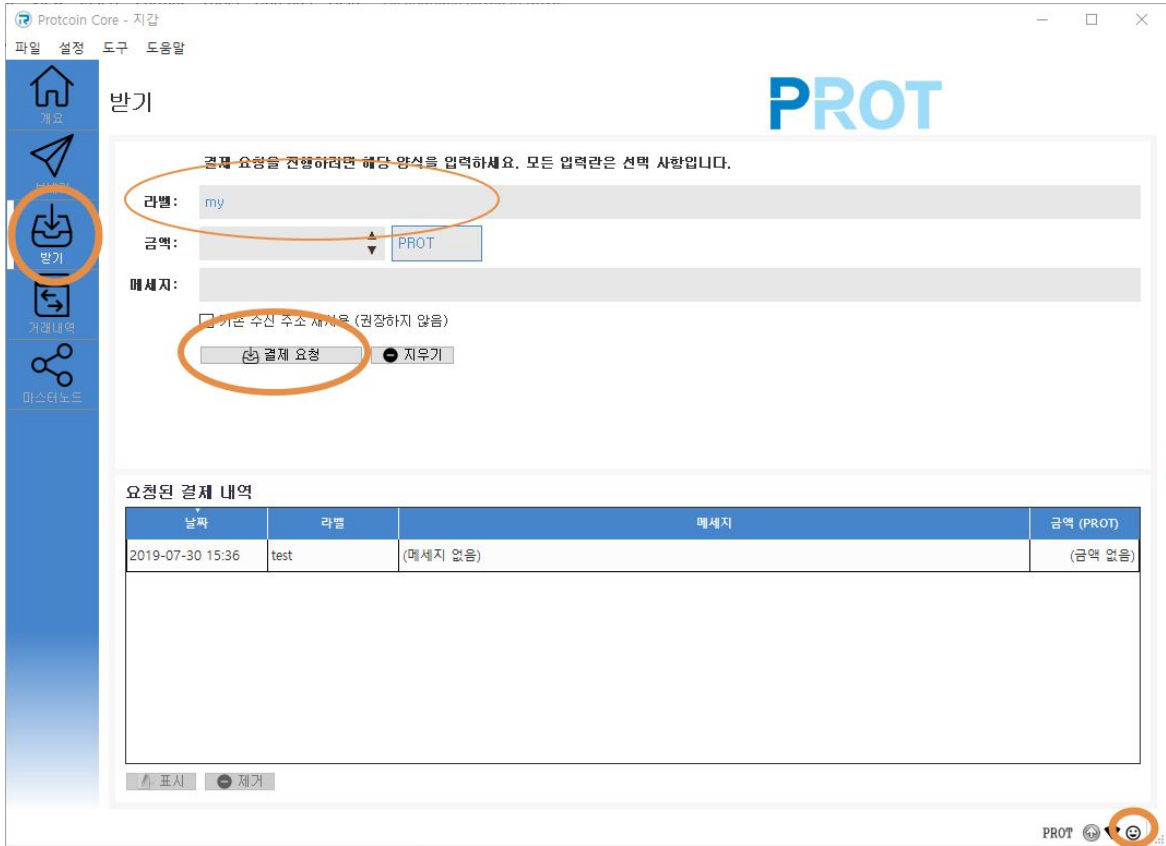 Protcoin Core - 지갑
파일 설정 도구 도움말
개요
받기
거래내역
마스터노드
받기
PROT
결제 요청을 진행하려면 해당 양식을 입력하세요. 모든 입력란은 선택 사항입니다.
라벨: my
금액: PROT
메세지:
기존 수신 주소 재사용 (권장하지 않음)
결제 요청 지우기
요청된 결제 내역
날짜 라벨 메세지 금액 (PROT)
2019-07-30 15:36 test (메세지 없음) (금액 없음)
표시 제거
PROT